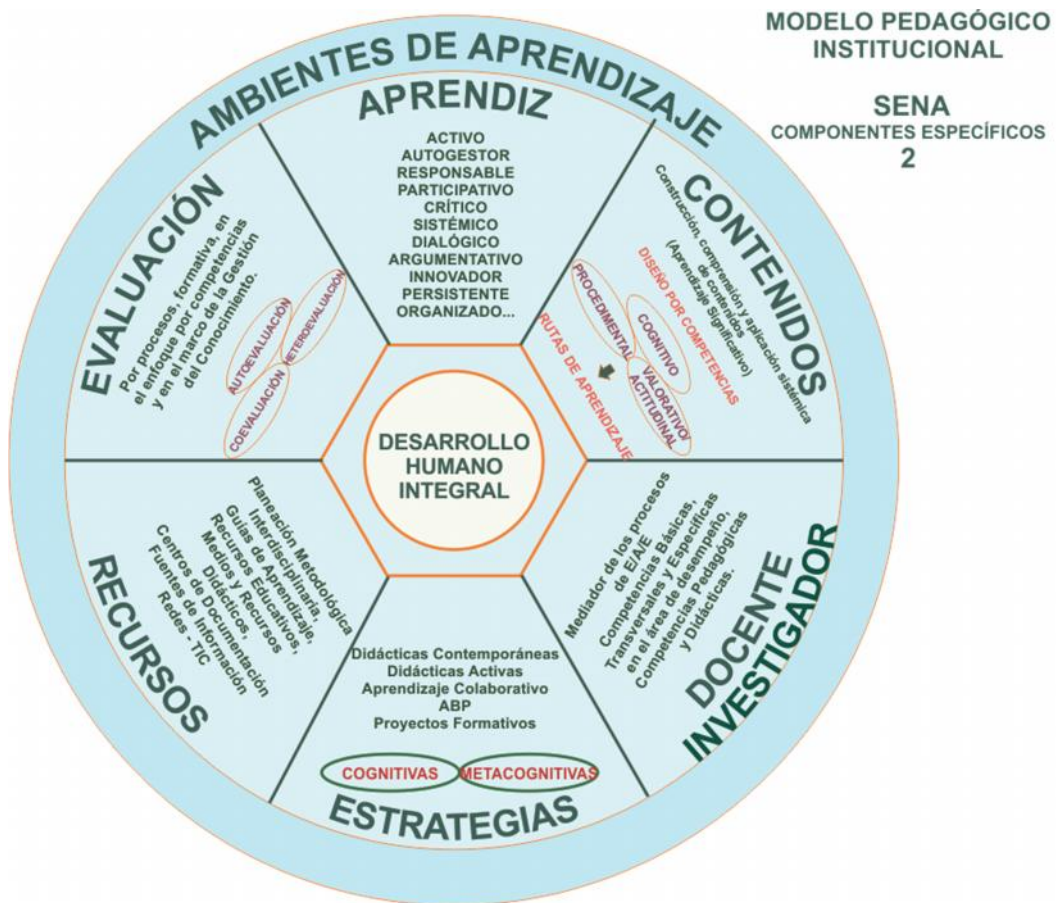 MODELO PEDAGÓGICO
INSTITUCIONAL
SENA
COMPONENTES ESPECÍFICOS
2
AMBIENTES DE APRENDIZAJE
APRENDIZ
ACTIVO
AUTOGESTOR
RESPONSABLE
PARTICIPATIVO
CRÍTICO
SISTÉMICO
DIALÓGICO
ARGUMENTATIVO
INNOVADOR
PERSISTENTE
ORGANIZADO...
CONTENIDOS
Construcción, comprensión y aplicación sistémica
de contenidos
(Aprendizaje Significativo)
DISEÑO POR COMPETENCIAS
COGNITIVO
PROCEDIMENTAL
VALORATIVO/
ACTITUDINAL
RUTAS DE APRENDIZAJE
DOCENTE
INVESTIGADOR
Mediador de los procesos
de E/A/E
Competencias Básicas,
Transversales y Específicas
en el área de desempeño,
Competencias Pedagógicas
y Didácticas.
Didácticas Contemporáneas
Didácticas Activas
Aprendizaje Colaborativo
ABP
Proyectos Formativos
COGNITIVAS
METACOGNITIVAS
ESTRATEGIAS
RECURSOS
Planeación Metodológica
Interdisciplinaria,
Guías de Aprendizaje,
Recursos Educativos,
Medios y Recursos
Didácticos,
Centros de Documentación
Fuentes de Información
Redes - TIC
EVALUACIÓN
Por procesos, formativa, en
el enfoque por competencias
y en el marco de la Gestión
del Conocimiento.
AUTOEVALUACIÓN
HETEROEVALUACIÓN
COEVALUACIÓN
DESARROLLO
HUMANO
INTEGRAL